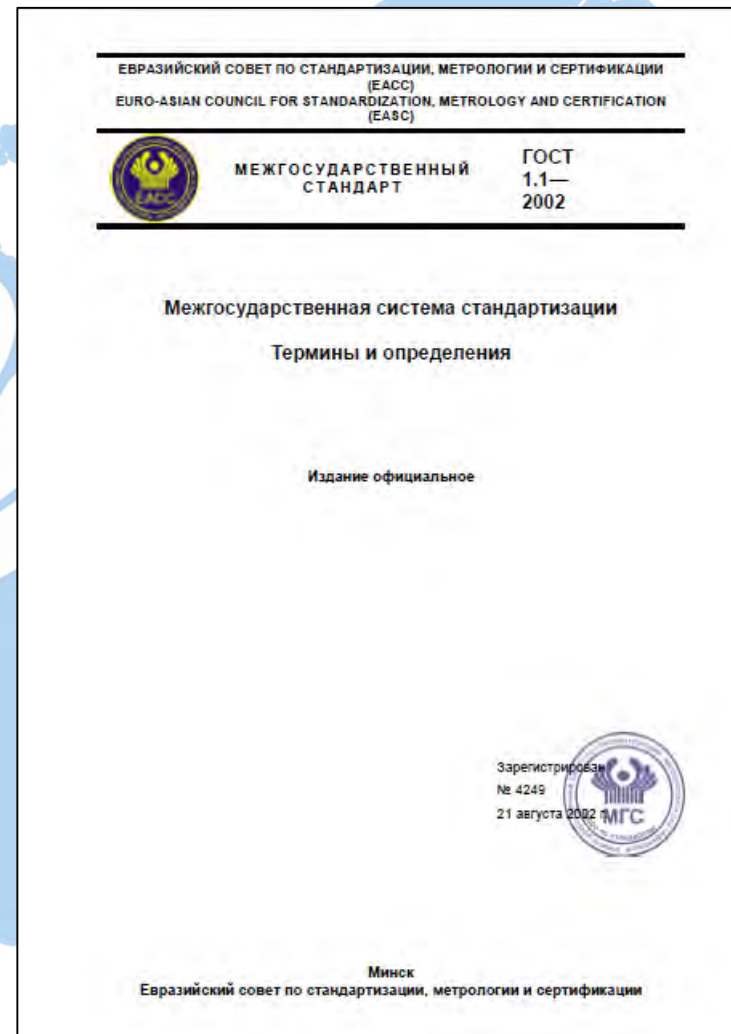 ЕВРАЗИЙСКИЙ СОВЕТ ПО СТАНДАРТИЗАЦИИ, МЕТРОЛОГИИ И СЕРТИФИКАЦИИ
(ЕАСС)
EURO-ASIAN COUNCIL FOR STANDARDIZATION, METROLOGY AND CERTIFICATION
(EASC)
ЕАСС
МЕЖГОСУДАРСТВЕННЫЙ
СТАНДАРТ
ГОСТ
1.1—
2002
Межгосударственная система стандартизации
Термины и определения
Издание официальное
Зарегистрирован
№ 4249
21 августа 2002 г.
МГС
Минск
Евразийский совет по стандартизации, метрологии и сертификации